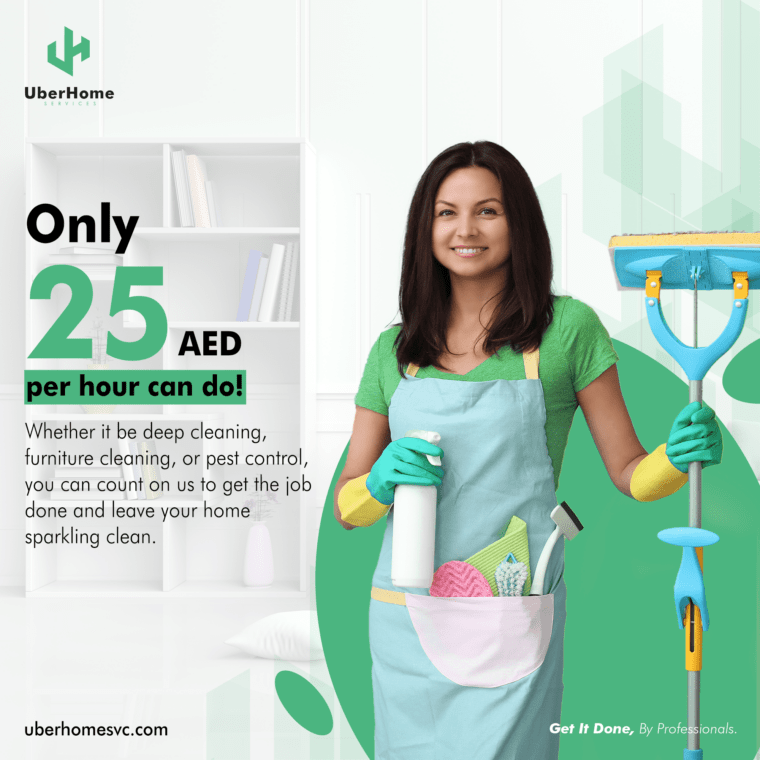 UberHome
SERVICES
Only
25 AED
per hour can do!
Whether it be deep cleaning,
furniture cleaning, or pest control,
you can count on us to get the job
done and leave your home
sparkling clean.
uberhomesvc.com
Get It Done, By Professionals.